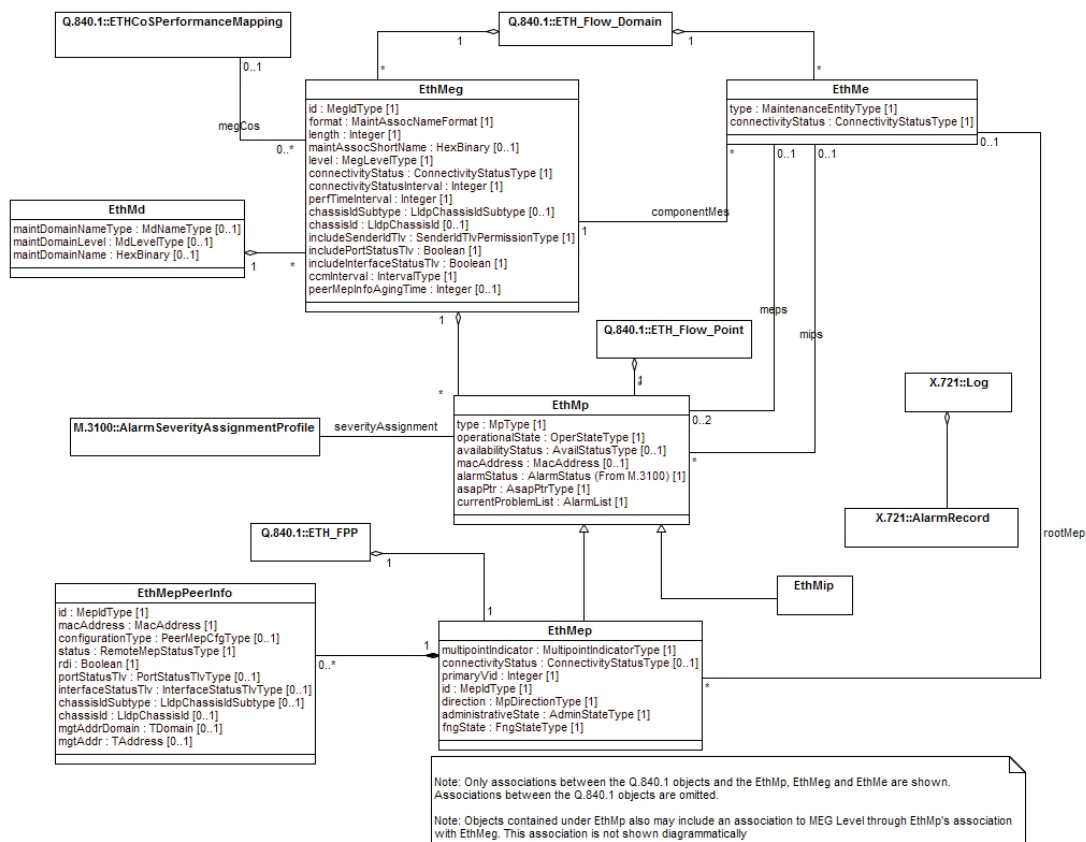 Q.840.1::ETHCoSPerformanceMapping
Q.840.1::ETH_Flow_Domain
1
1
0..1
*
*
megCos
0..*
EthMeg
id : MegIdType [1]
format : MaintAssocNameFormat [1]
length : Integer [1]
maintAssocShortName : HexBinary [0..1]
level : MegLevelType [1]
connectivityStatus : ConnectivityStatusType [1]
connectivityStatusInterval : Integer [1]
perfTimeInterval : Integer [1]
chassisIdSubtype : LldpChassisIdSubtype [0..1]
chassisId : LldpChassisId [0..1]
includeSenderIdTlv : SenderIdTlvPermissionType [1]
includePortStatusTlv : Boolean [1]
includeInterfaceStatusTlv : Boolean [1]
ccmInterval : IntervalType [1]
peerMepInfoAgingTime : Integer [0..1]
EthMe
type : MaintenanceEntityType [1]
connectivityStatus : ConnectivityStatusType [1]
*
0..1
0..1
0..1
componentMes
1
EthMd
maintDomainNameType : MdNameType [0..1]
maintDomainLevel : MdLevelType [0..1]
maintDomainName : HexBinary [0..1]
1
*
1
*
Q.840.1::ETH_Flow_Point
1
*
meps
mips
X.721::Log
X.721::AlarmRecord
rootMep
M.3100::AlarmSeverityAssignmentProfile
severityAssignment
EthMp
type : MpType [1]
operationalState : OperStateType [1]
availabilityStatus : AvailStatusType [0..1]
macAddress : MacAddress [0..1]
alarmStatus : AlarmStatus (From M.3100) [1]
asapPtr : AsapPtrType [1]
currentProblemList : AlarmList [1]
0..2
*
Q.840.1::ETH_FPP
1
1
EthMip
EthMepPeerInfo
id : MepIdType [1]
macAddress : MacAddress [1]
configurationType : PeerMepCfgType [0..1]
status : RemoteMepStatusType [1]
rdi : Boolean [1]
portStatusTlv : PortStatusTlvType [0..1]
interfaceStatusTlv : InterfaceStatusTlvType [0..1]
chassisIdSubtype : LldpChassisIdSubtype [0..1]
chassisId : LldpChassisId [0..1]
mgtAddrDomain : TDomain [0..1]
mgtAddr : TAddress [0..1]
0..*
1
EthMep
multipointIndicator : MultipointIndicatorType [1]
connectivityStatus : ConnectivityStatusType [0..1]
primaryVid : Integer [1]
id : MepIdType [1]
direction : MpDirectionType [1]
administrativeState : AdminStateType [1]
fngState : FngStateType [1]
*
Note: Only associations between the Q.840.1 objects and the EthMp, EthMeg and EthMe are shown.
Associations between the Q.840.1 objects are omitted.
Note: Objects contained under EthMp also may include an association to MEG Level through EthMp's association
with EthMeg. This association is not shown diagrammatically